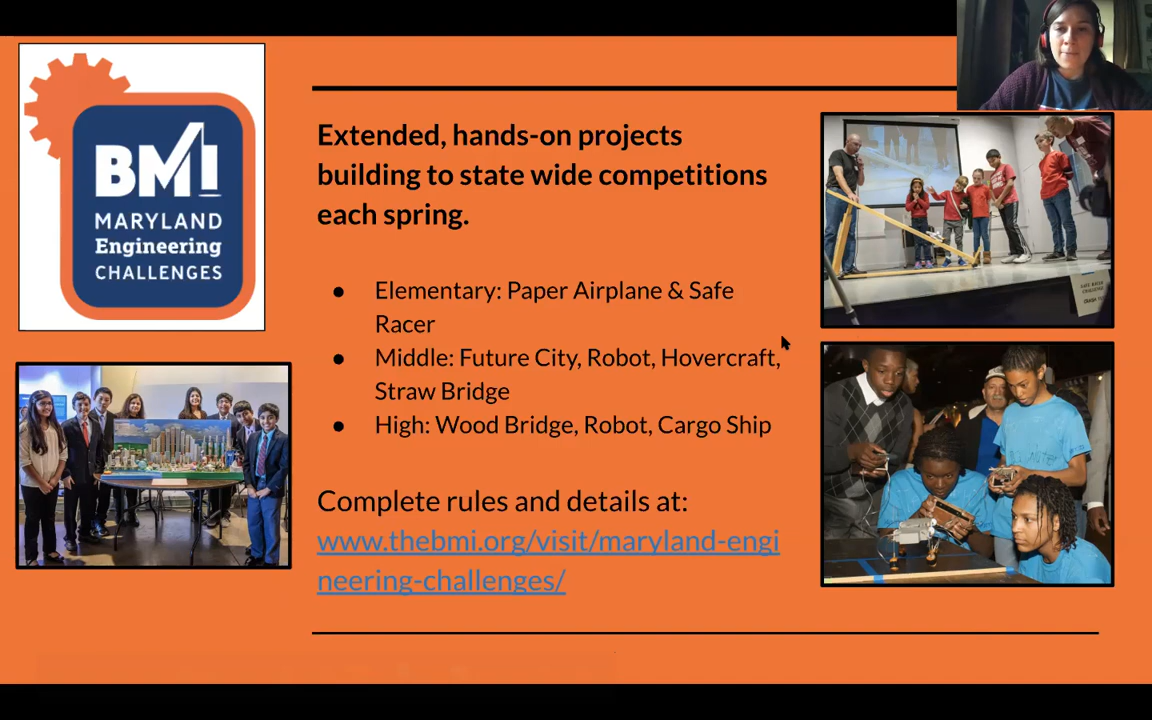 BMI
MARYLAND
Engineering
CHALLENGES
Extended, hands-on projects
building to state wide competitions
each spring.
● Elementary: Paper Airplane & Safe
Racer
● Middle: Future City, Robot, Hovercraft,
Straw Bridge
● High: Wood Bridge, Robot, Cargo Ship
Complete rules and details at:
www.thebmi.org/visit/maryland-engi
neering-challenges/